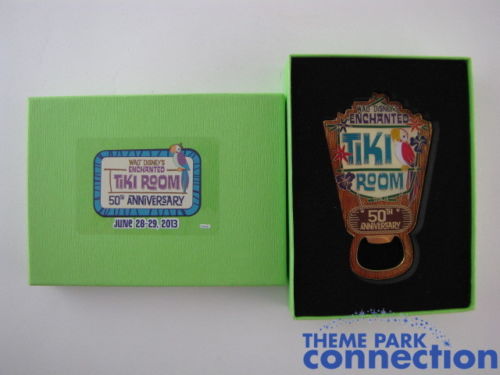 WALT DISNEY'S
ENCHANTED
TIKI ROOM
50TH ANNIVERSARY
JUNE 28-29, 2013
WALT DISNEY'S
ENCHANTED
TIKI
ROOM
50TH
ANNIVERSARY
THEME PARK
connection